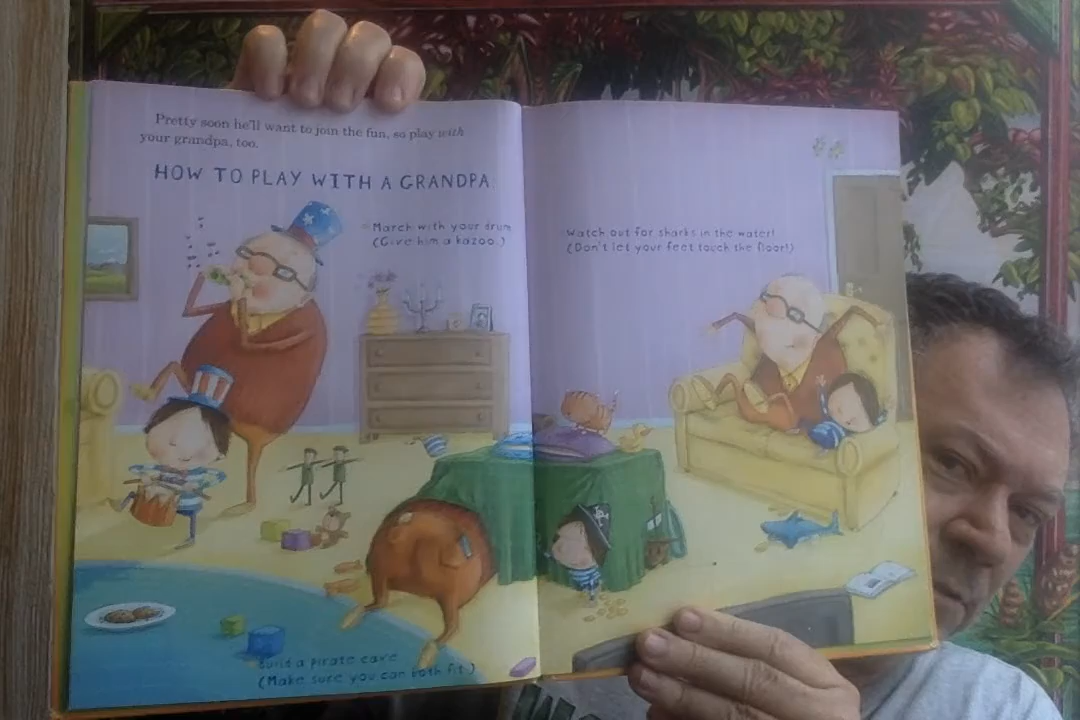 Pretty soon he'll want to join the fun, so play with
your grandpa, too.
HOW TO PLAY WITH A GRANDPA:
March with your drum
(Give him a kazoo.)
Watch out for sharks in the water!
(Don't let your feet touch the floor!)
Build a pirate cave
(Make sure you can both fit.)